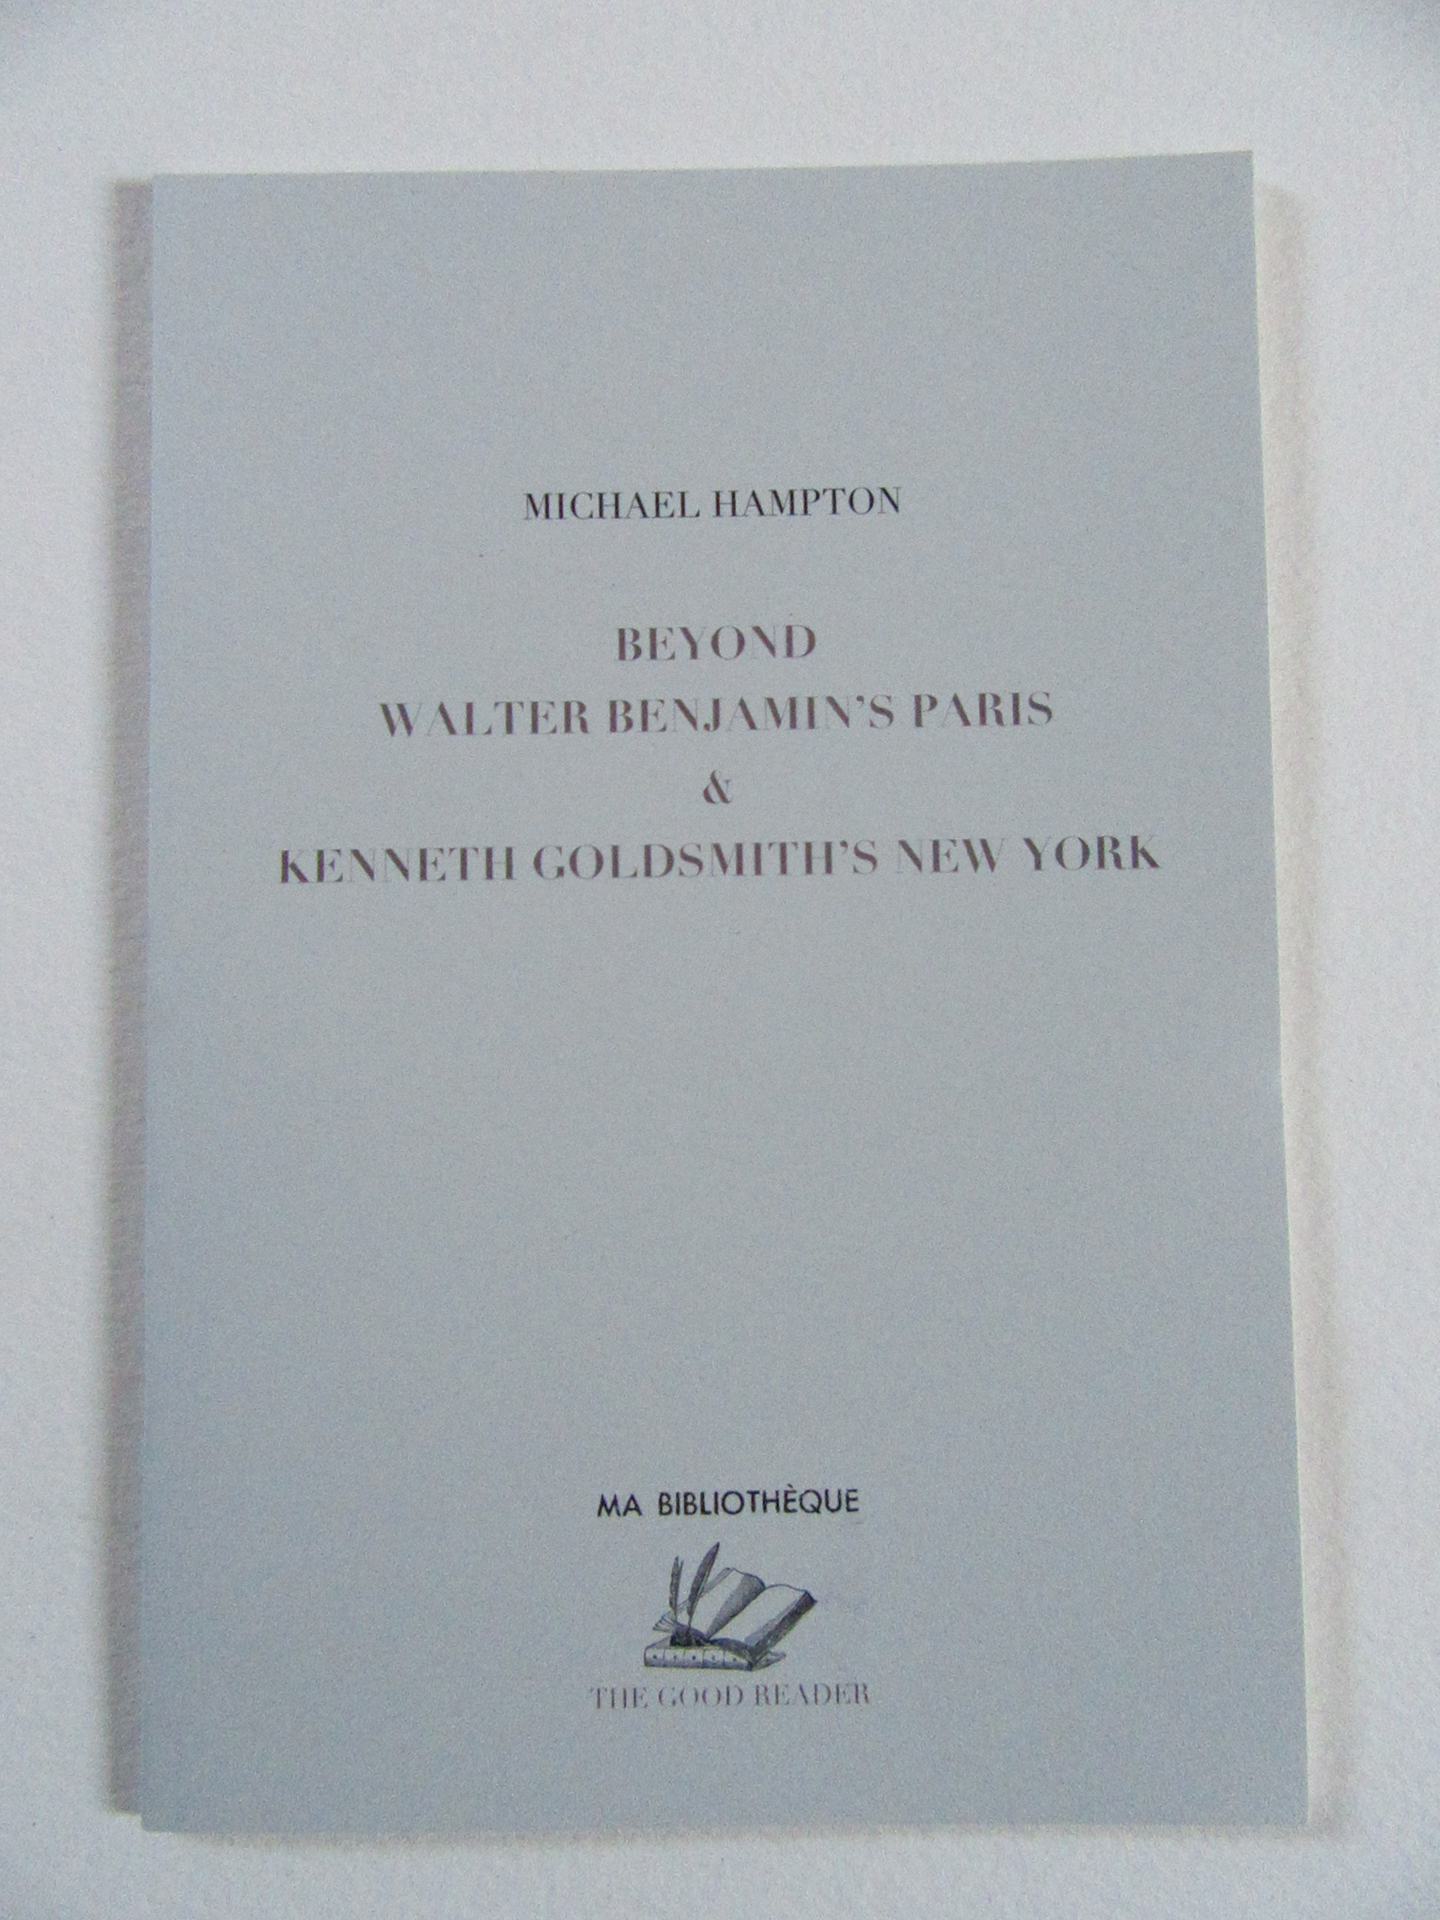 MICHAEL HAMPTON
BEYOND
WALTER BENJAMIN'S PARIS
&
KENNETH GOLDSMITH'S NEW YORK
MA BIBLIOTHÈQUE
THE GOOD READER